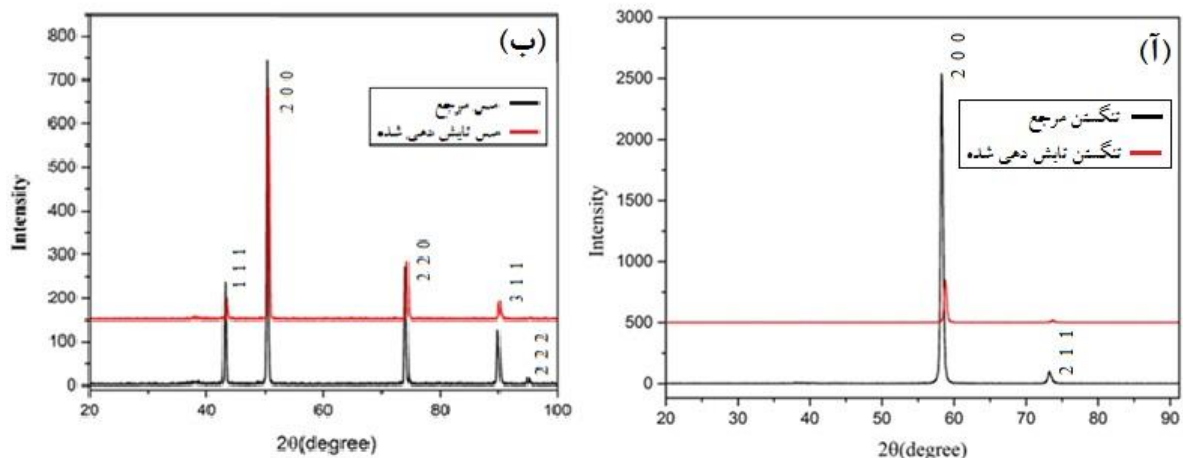 (ب)
800
700
600
500
400
300
200
100
0
Intensity
مس مرجع
مس تابش دهی شده
1 1 1
2 0 0
2 2 0
3 1 1
2 2 2
20
40
60
80
100
2θ(degree)
(آ)
3000
2500
2000
1500
1000
500
0
Intensity
تنگستن مرجع
تنگستن تابش دهی شده
2 0 0
2 1 1
20
30
40
50
60
70
80
90
2θ(degree)